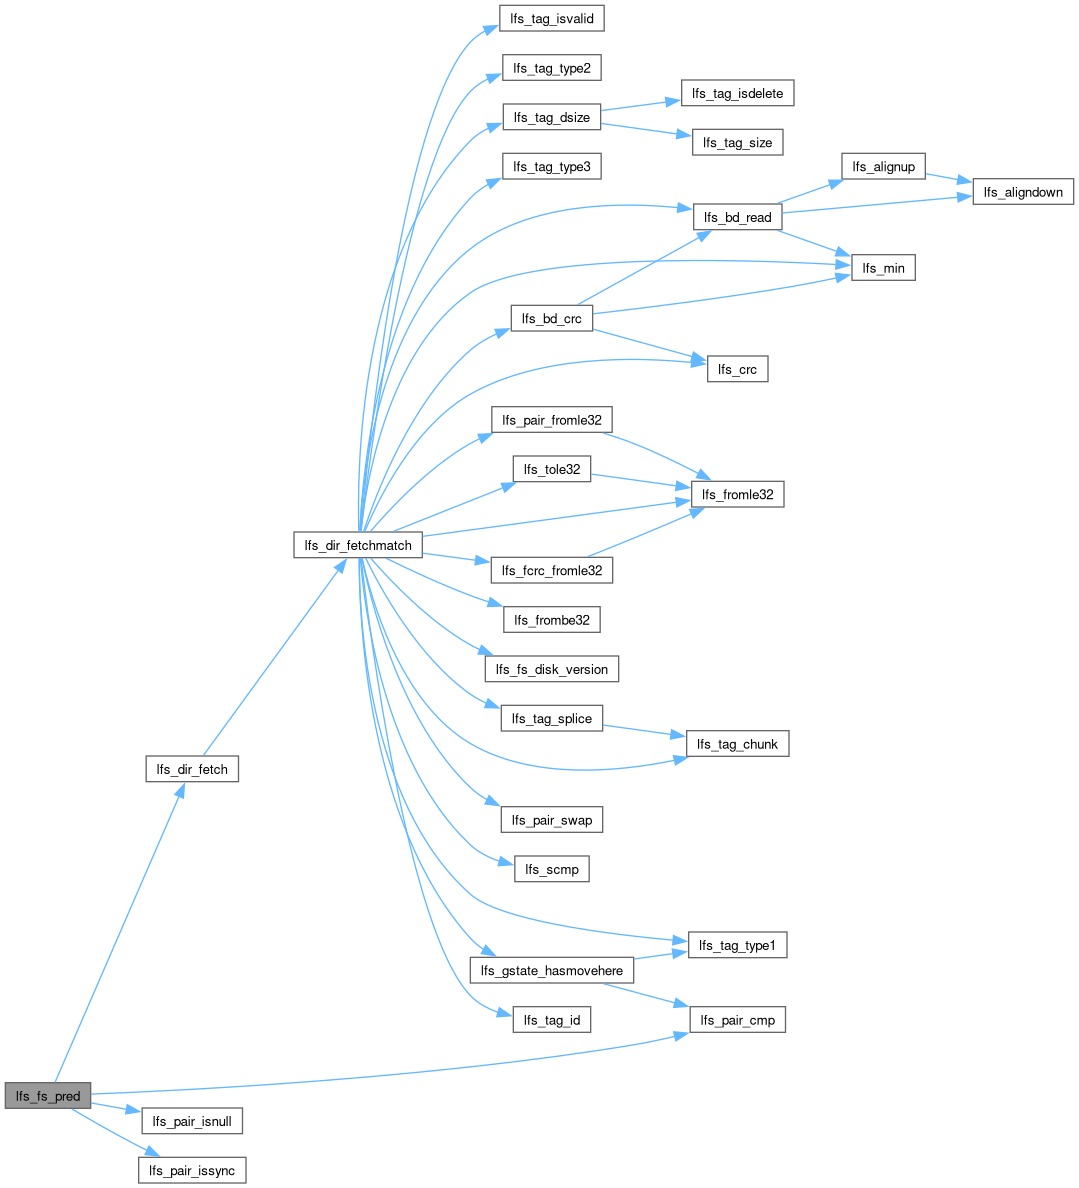 lfs_tag_isvalid
lfs_tag_type2
lfs_tag_isdelete
lfs_tag_dsize
lfs_tag_size
lfs_tag_type3
lfs_alignup
lfs_aligndown
lfs_bd_read
lfs_min
lfs_bd_crc
lfs_crc
lfs_pair_fromle32
lfs_tole32
lfs_fromle32
lfs_dir_fetchmatch
lfs_fcrc_fromle32
lfs_frombe32
lfs_fs_disk_version
lfs_tag_splice
lfs_tag_chunk
lfs_dir_fetch
lfs_pair_swap
lfs_scmp
lfs_tag_type1
lfs_gstate_hasmovehere
lfs_tag_id
lfs_pair_cmp
lfs_fs_pred
lfs_pair_isnull
lfs_pair_issync